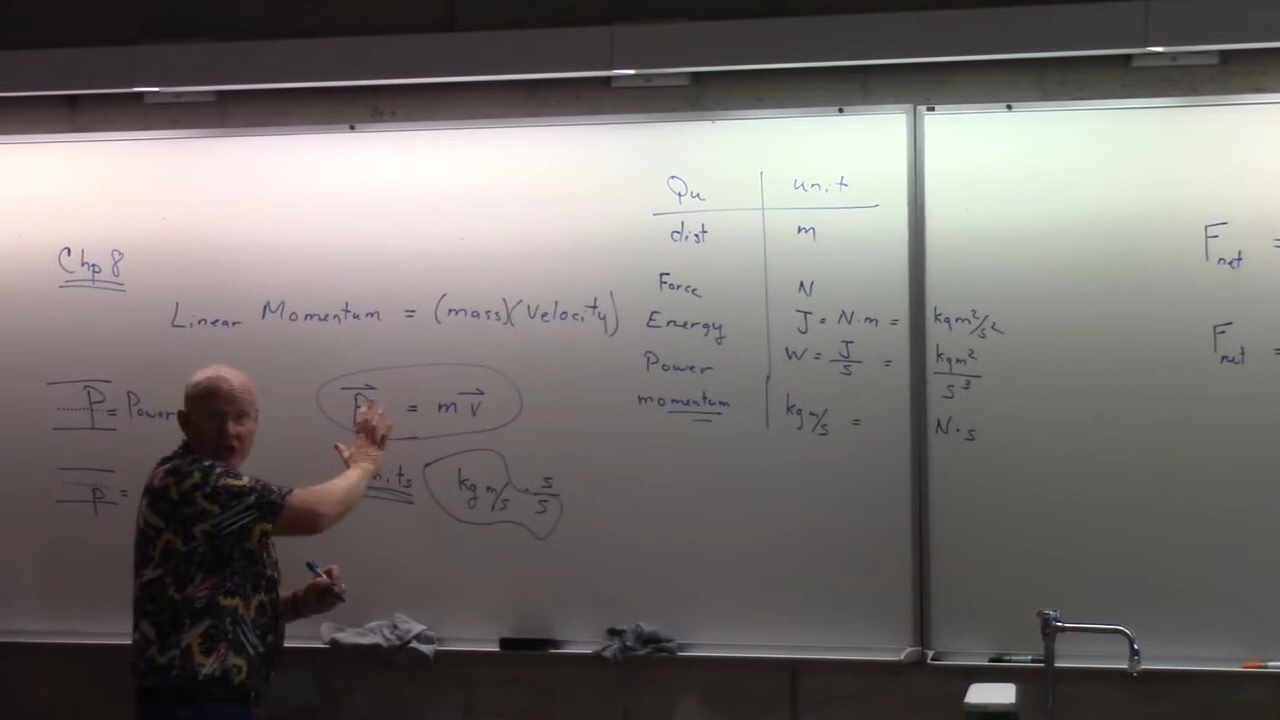 Chp 8
Linear Momentum = (mass)(Velocity)
P = Power
P = m v
p =
kg m/s · s/s
Qu unit
dist m
Force N
Energy J = N·m = kgm²/s²
Power W = J/s = kgm²/s³
momentum kg m/s = N·s
Fnet =
Fnet =